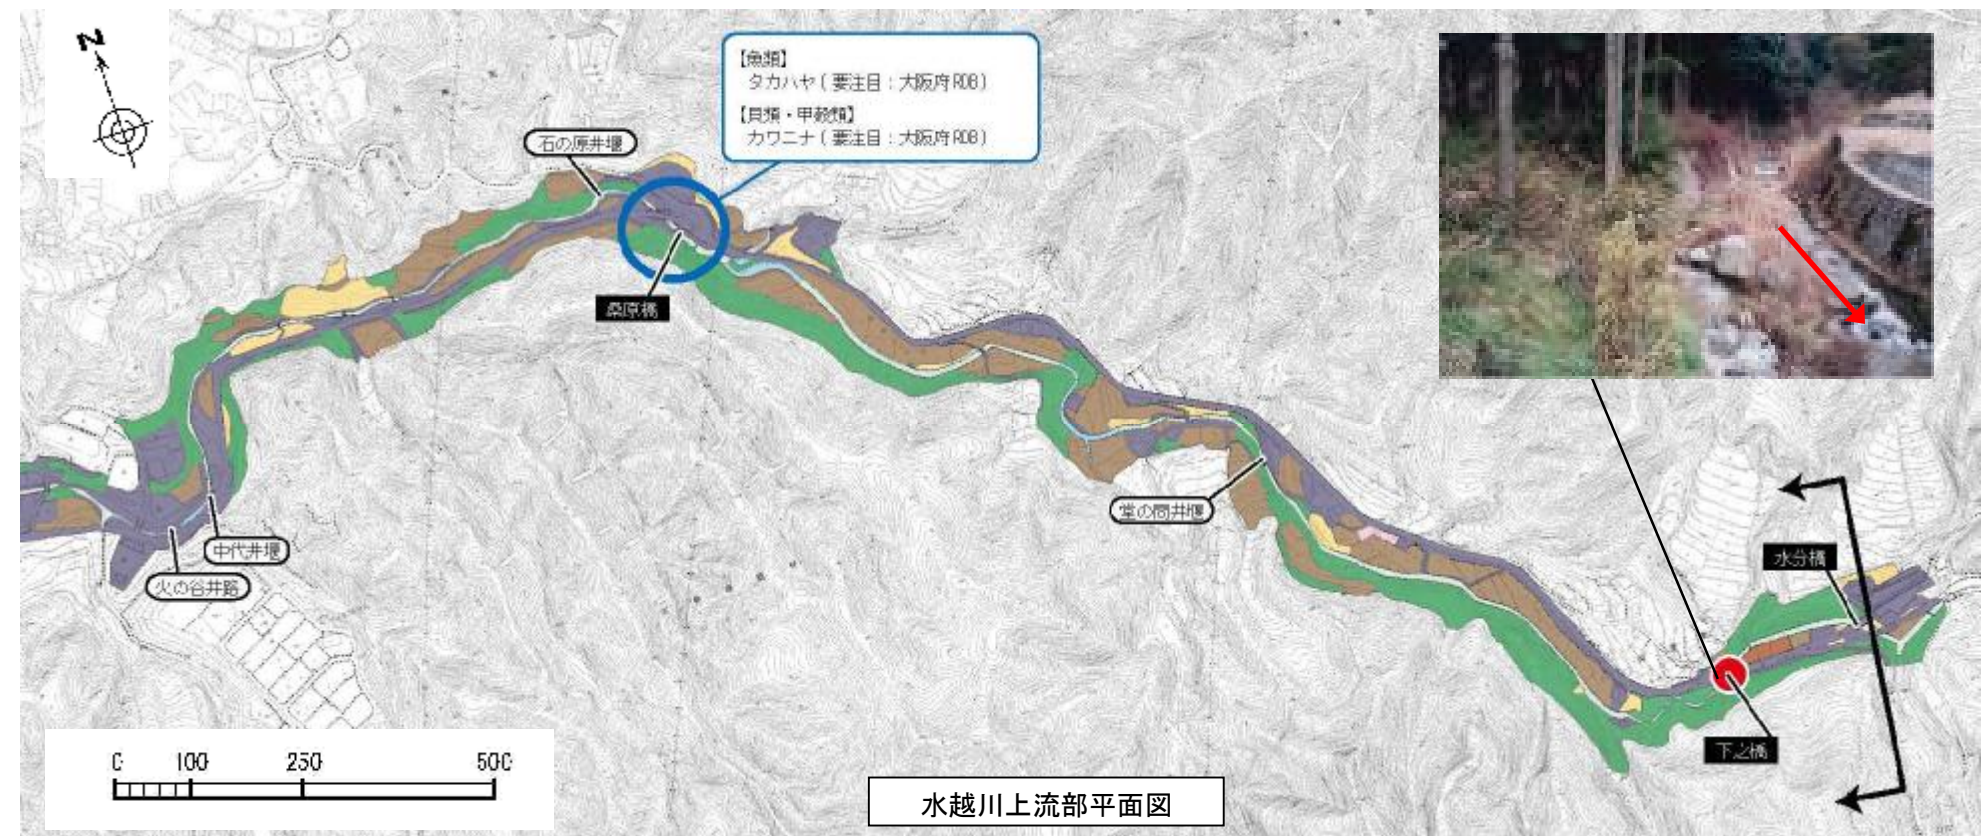 N
【魚類】
タカハヤ(要注目：大阪府RDB)
【貝類・甲殻類】
カワニナ(要注目：大阪府RDB)
石の原井堰
桑原橋
堂の間井堰
水分橋
中代井堰
火の谷井路
下之橋
0 100 250 500
水越川上流部平面図